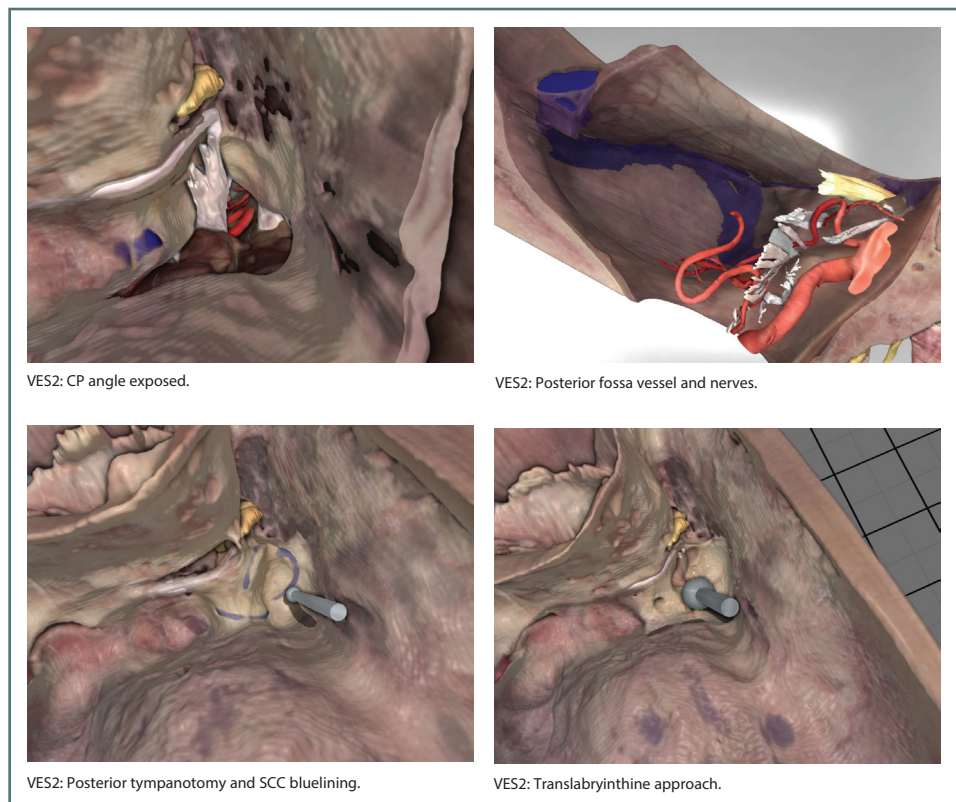 VES2: CP angle exposed.
VES2: Posterior fossa vessel and nerves.
VES2: Posterior tympanotomy and SCC bluelining.
VES2: Translabryinthine approach.